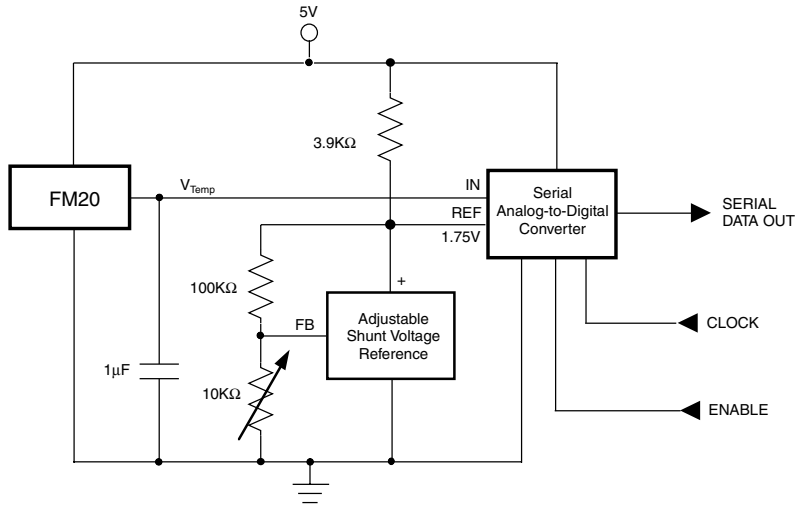 5V
3.9KΩ
FM20
VTemp
IN
Serial
Analog-to-Digital
Converter
REF
1.75V
SERIAL
DATA OUT
100KΩ
+
FB
Adjustable
Shunt Voltage
Reference
CLOCK
1μF
10KΩ
ENABLE